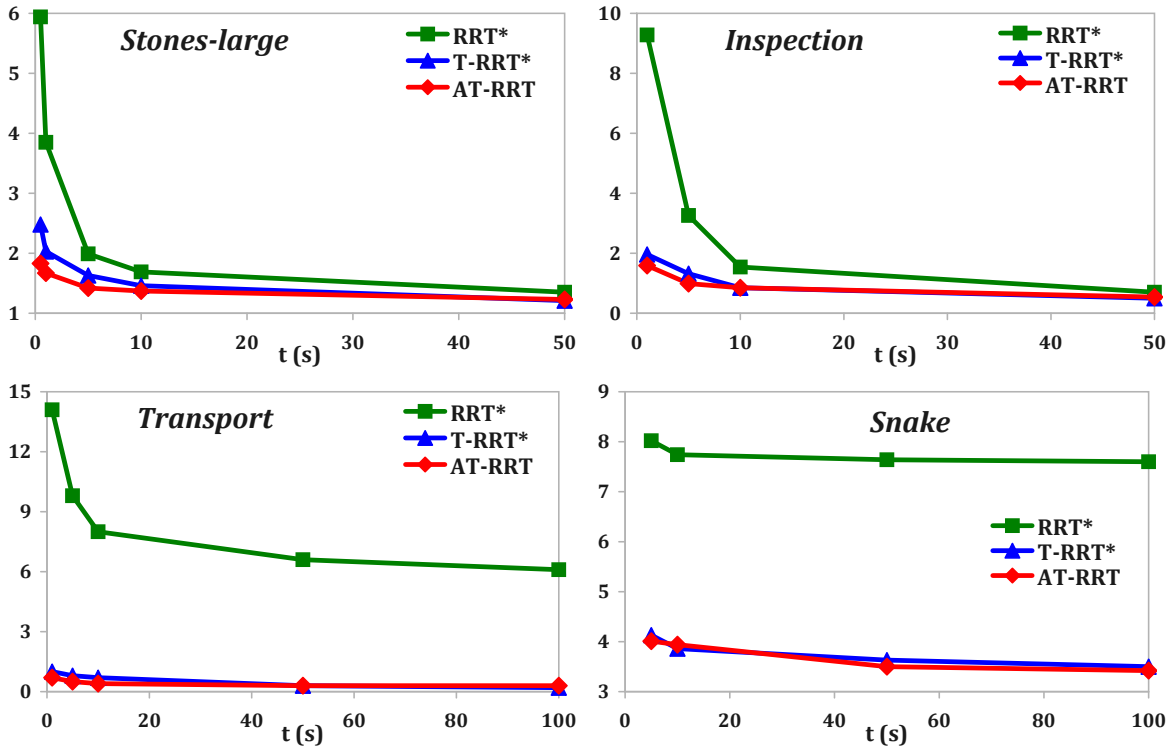 Stones-large
RRT*
T-RRT*
AT-RRT
6
5
4
3
2
1
0 10 20 30 40 50
t (s)
Inspection
RRT*
T-RRT*
AT-RRT
10
8
6
4
2
0
0 10 20 30 40 50
t (s)
Transport
RRT*
T-RRT*
AT-RRT
15
12
9
6
3
0
0 20 40 60 80 100
t (s)
Snake
RRT*
T-RRT*
AT-RRT
9
8
7
6
5
4
3
0 20 40 60 80 100
t (s)